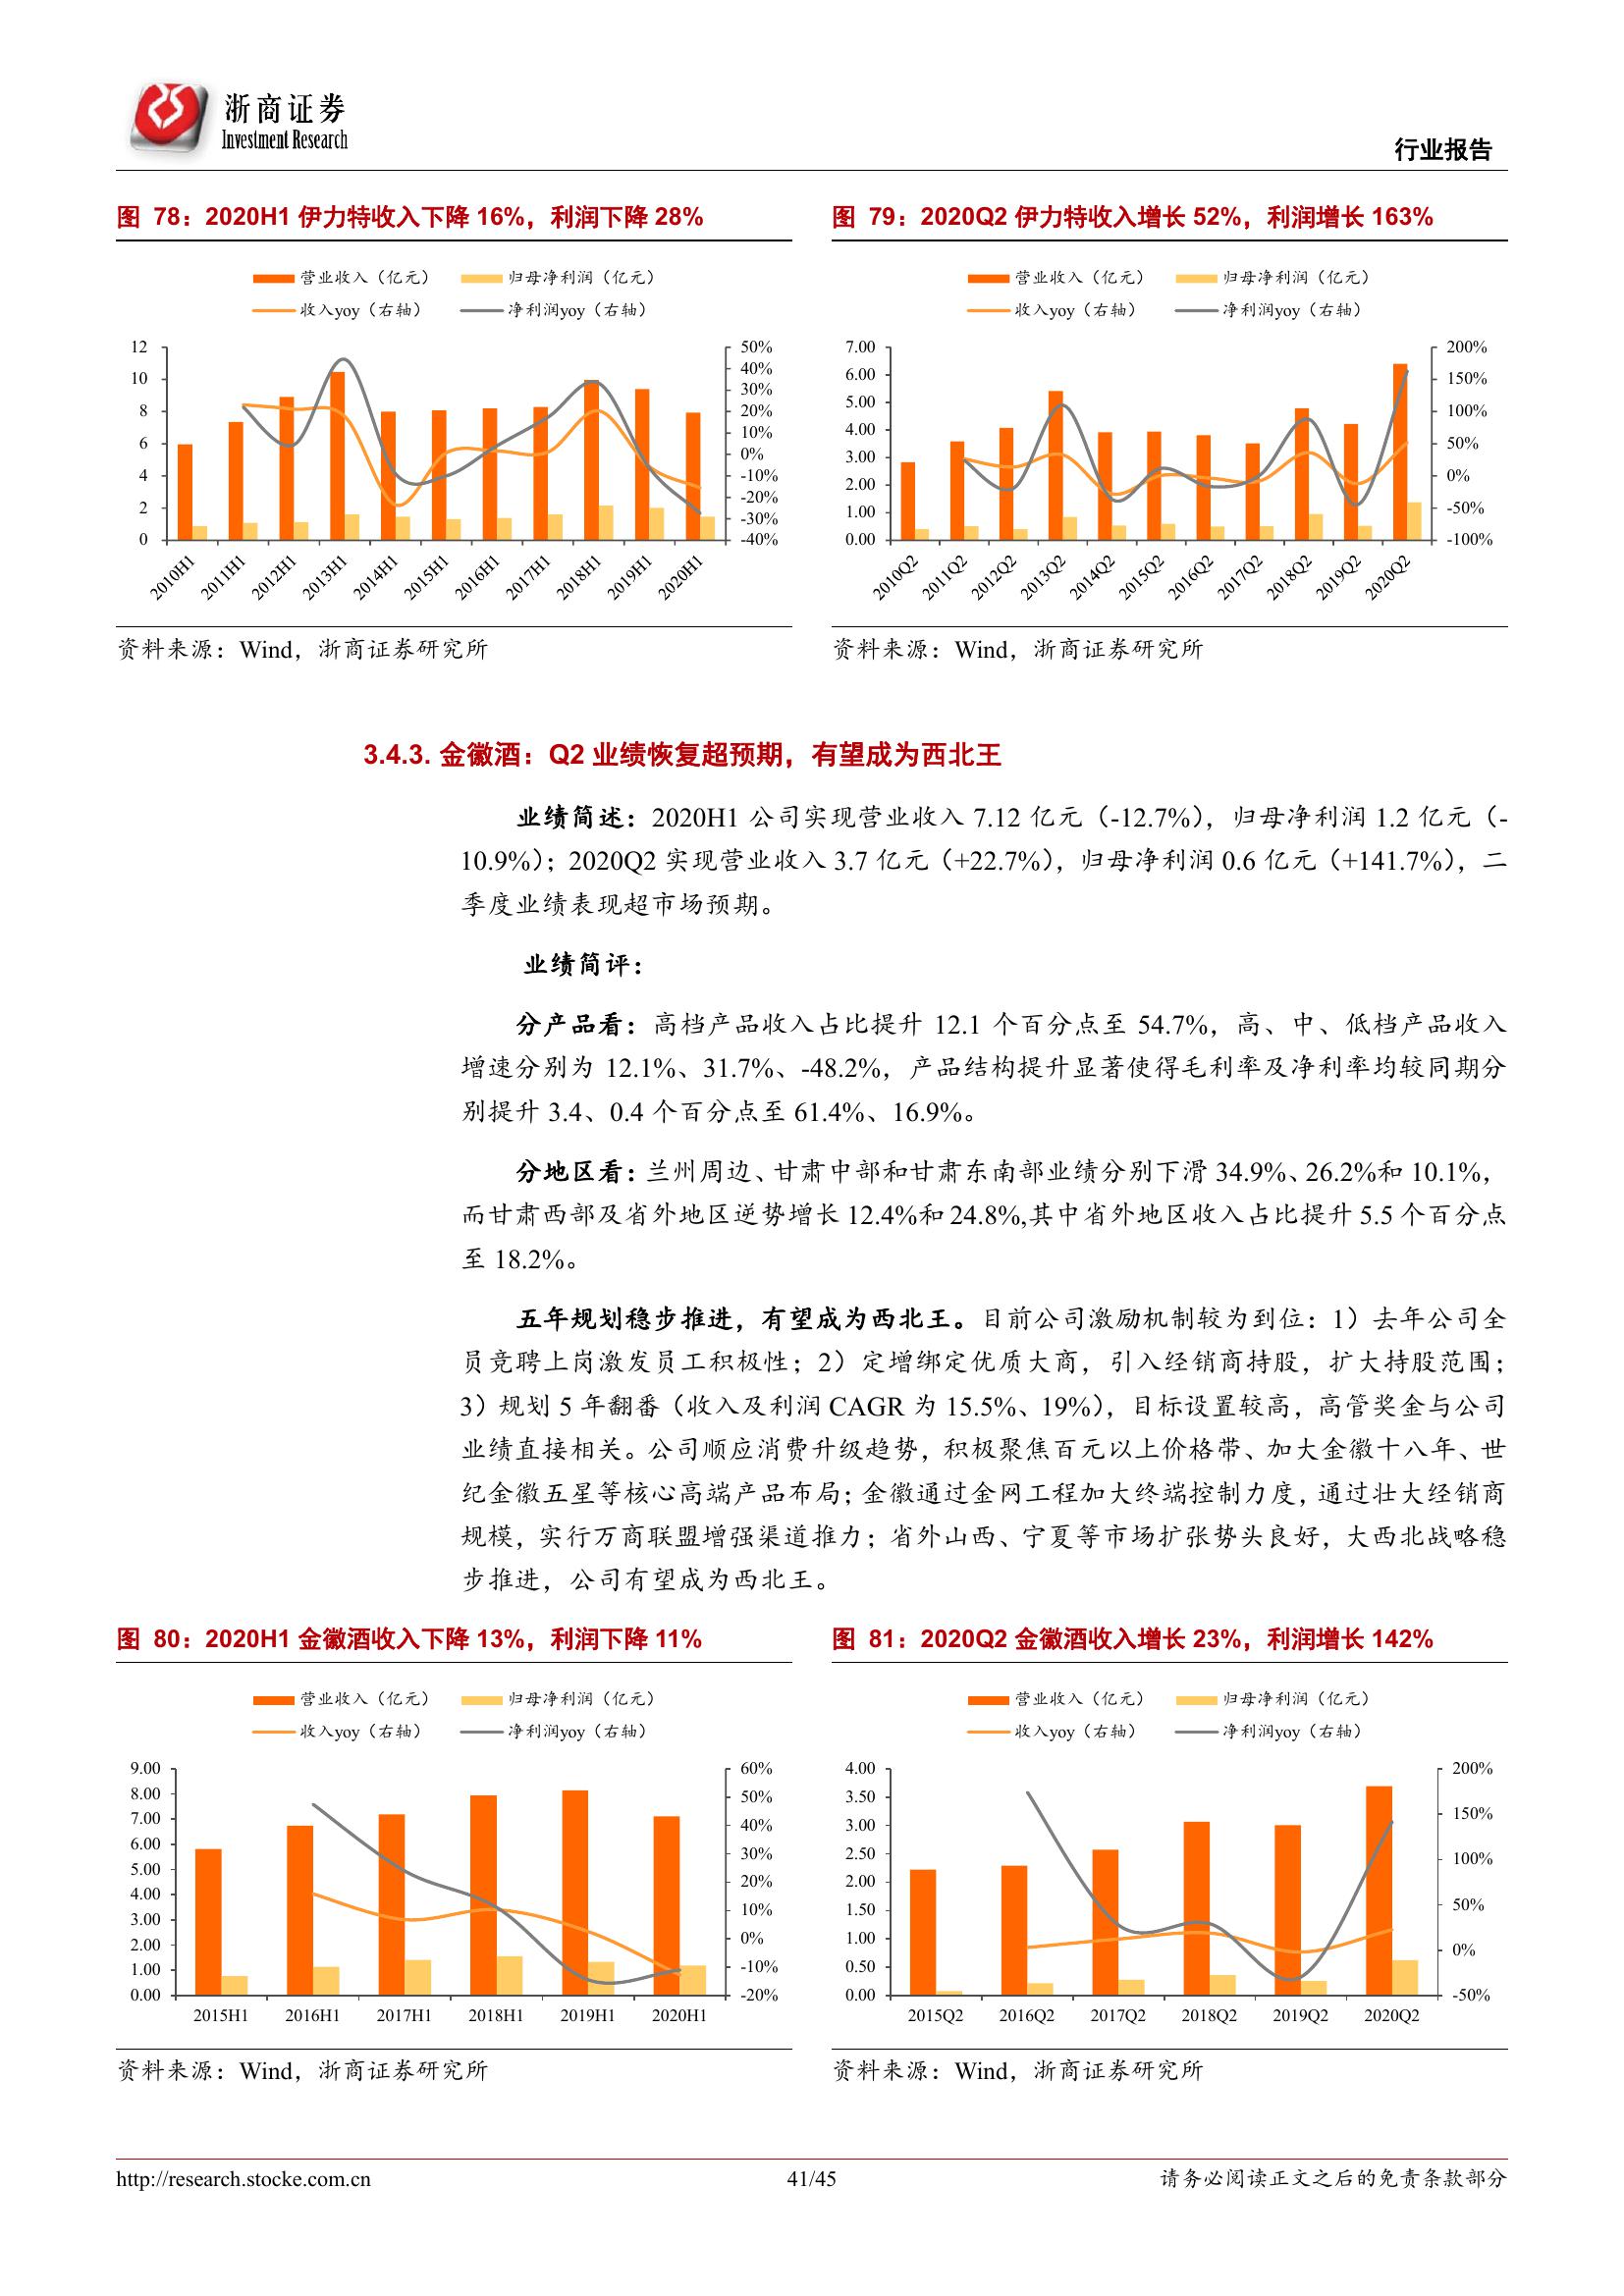 浙商证券
Investment Research
行业报告
图 78：2020H1 伊力特收入下降 16%，利润下降 28%
营业收入（亿元） 归母净利润（亿元）
收入yoy（右轴） 净利润yoy（右轴）
12
10
8
6
4
2
0
50%
40%
30%
20%
10%
0%
-10%
-20%
-30%
-40%
2010H1 2011H1 2012H1 2013H1 2014H1 2015H1 2016H1 2017H1 2018H1 2019H1 2020H1
资料来源：Wind，浙商证券研究所
图 79：2020Q2 伊力特收入增长 52%，利润增长 163%
营业收入（亿元） 归母净利润（亿元）
收入yoy（右轴） 净利润yoy（右轴）
7.00
6.00
5.00
4.00
3.00
2.00
1.00
0.00
200%
150%
100%
50%
0%
-50%
-100%
2010Q2 2011Q2 2012Q2 2013Q2 2014Q2 2015Q2 2016Q2 2017Q2 2018Q2 2019Q2 2020Q2
资料来源：Wind，浙商证券研究所
3.4.3. 金徽酒：Q2 业绩恢复超预期，有望成为西北王
业绩简述：2020H1 公司实现营业收入 7.12 亿元（-12.7%），归母净利润 1.2 亿元（-
10.9%）；2020Q2 实现营业收入 3.7 亿元（+22.7%），归母净利润 0.6 亿元（+141.7%），二
季度业绩表现超市场预期。
业绩简评：
分产品看：高档产品收入占比提升 12.1 个百分点至 54.7%，高、中、低档产品收入
增速分别为 12.1%、31.7%、-48.2%，产品结构提升显著使得毛利率及净利率均较同期分
别提升 3.4、0.4 个百分点至 61.4%、16.9%。
分地区看：兰州周边、甘肃中部和甘肃东南部业绩分别下滑 34.9%、26.2%和 10.1%，
而甘肃西部及省外地区逆势增长 12.4%和 24.8%,其中省外地区收入占比提升 5.5 个百分点
至 18.2%。
五年规划稳步推进，有望成为西北王。目前公司激励机制较为到位：1）去年公司全
员竞聘上岗激发员工积极性；2）定增绑定优质大商，引入经销商持股，扩大持股范围；
3）规划 5 年翻番（收入及利润 CAGR 为 15.5%、19%），目标设置较高，高管奖金与公司
业绩直接相关。公司顺应消费升级趋势，积极聚焦百元以上价格带、加大金徽十八年、世
纪金徽五星等核心高端产品布局；金徽通过金网工程加大终端控制力度，通过壮大经销商
规模，实行万商联盟增强渠道推力；省外山西、宁夏等市场扩张势头良好，大西北战略稳
步推进，公司有望成为西北王。
图 80：2020H1 金徽酒收入下降 13%，利润下降 11%
营业收入（亿元） 归母净利润（亿元）
收入yoy（右轴） 净利润yoy（右轴）
9.00
8.00
7.00
6.00
5.00
4.00
3.00
2.00
1.00
0.00
60%
50%
40%
30%
20%
10%
0%
-10%
-20%
2015H1 2016H1 2017H1 2018H1 2019H1 2020H1
资料来源：Wind，浙商证券研究所
图 81：2020Q2 金徽酒收入增长 23%，利润增长 142%
营业收入（亿元） 归母净利润（亿元）
收入yoy（右轴） 净利润yoy（右轴）
4.00
3.50
3.00
2.50
2.00
1.50
1.00
0.50
0.00
200%
150%
100%
50%
0%
-50%
2015Q2 2016Q2 2017Q2 2018Q2 2019Q2 2020Q2
资料来源：Wind，浙商证券研究所
http://research.stocke.com.cn 41/45 请务必阅读正文之后的免责条款部分